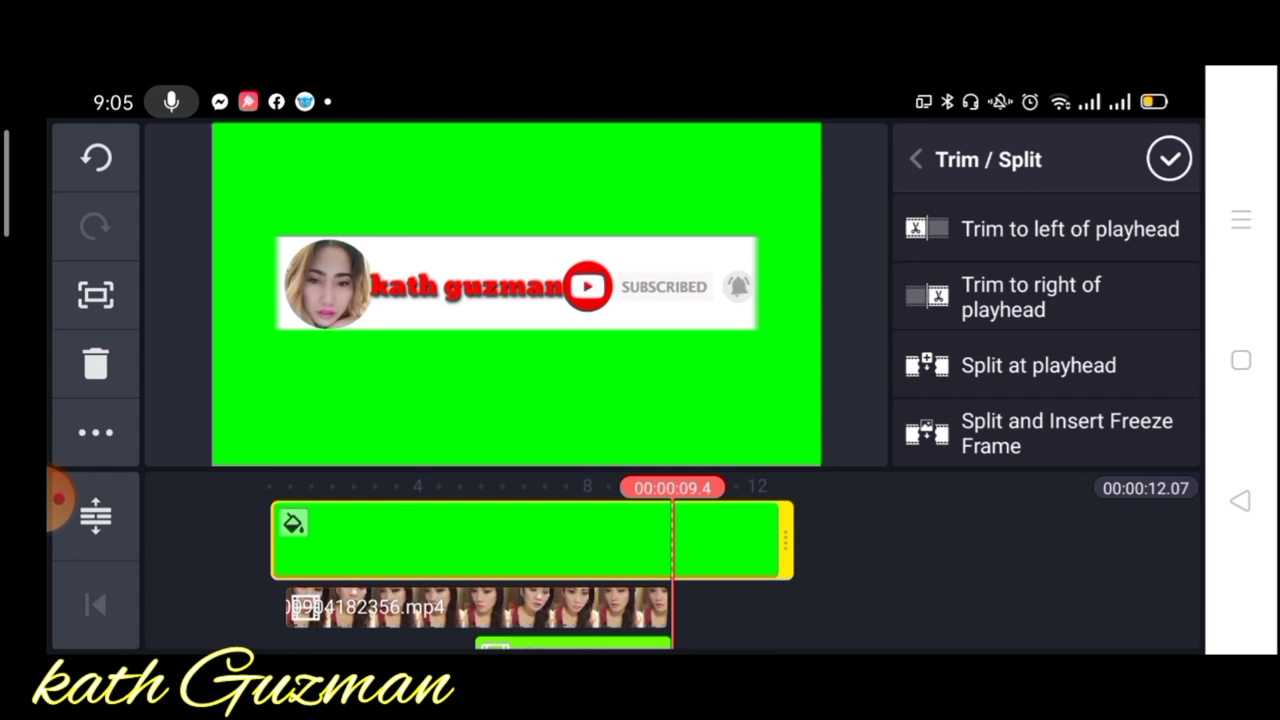 9:05
Trim / Split
Trim to left of playhead
Trim to right of
playhead
Split at playhead
Split and Insert Freeze
Frame
kath guzman
SUBSCRIBED
4
8
00:00:09.4
12
00:00:12.07
00904182356.mp4
kath Guzman